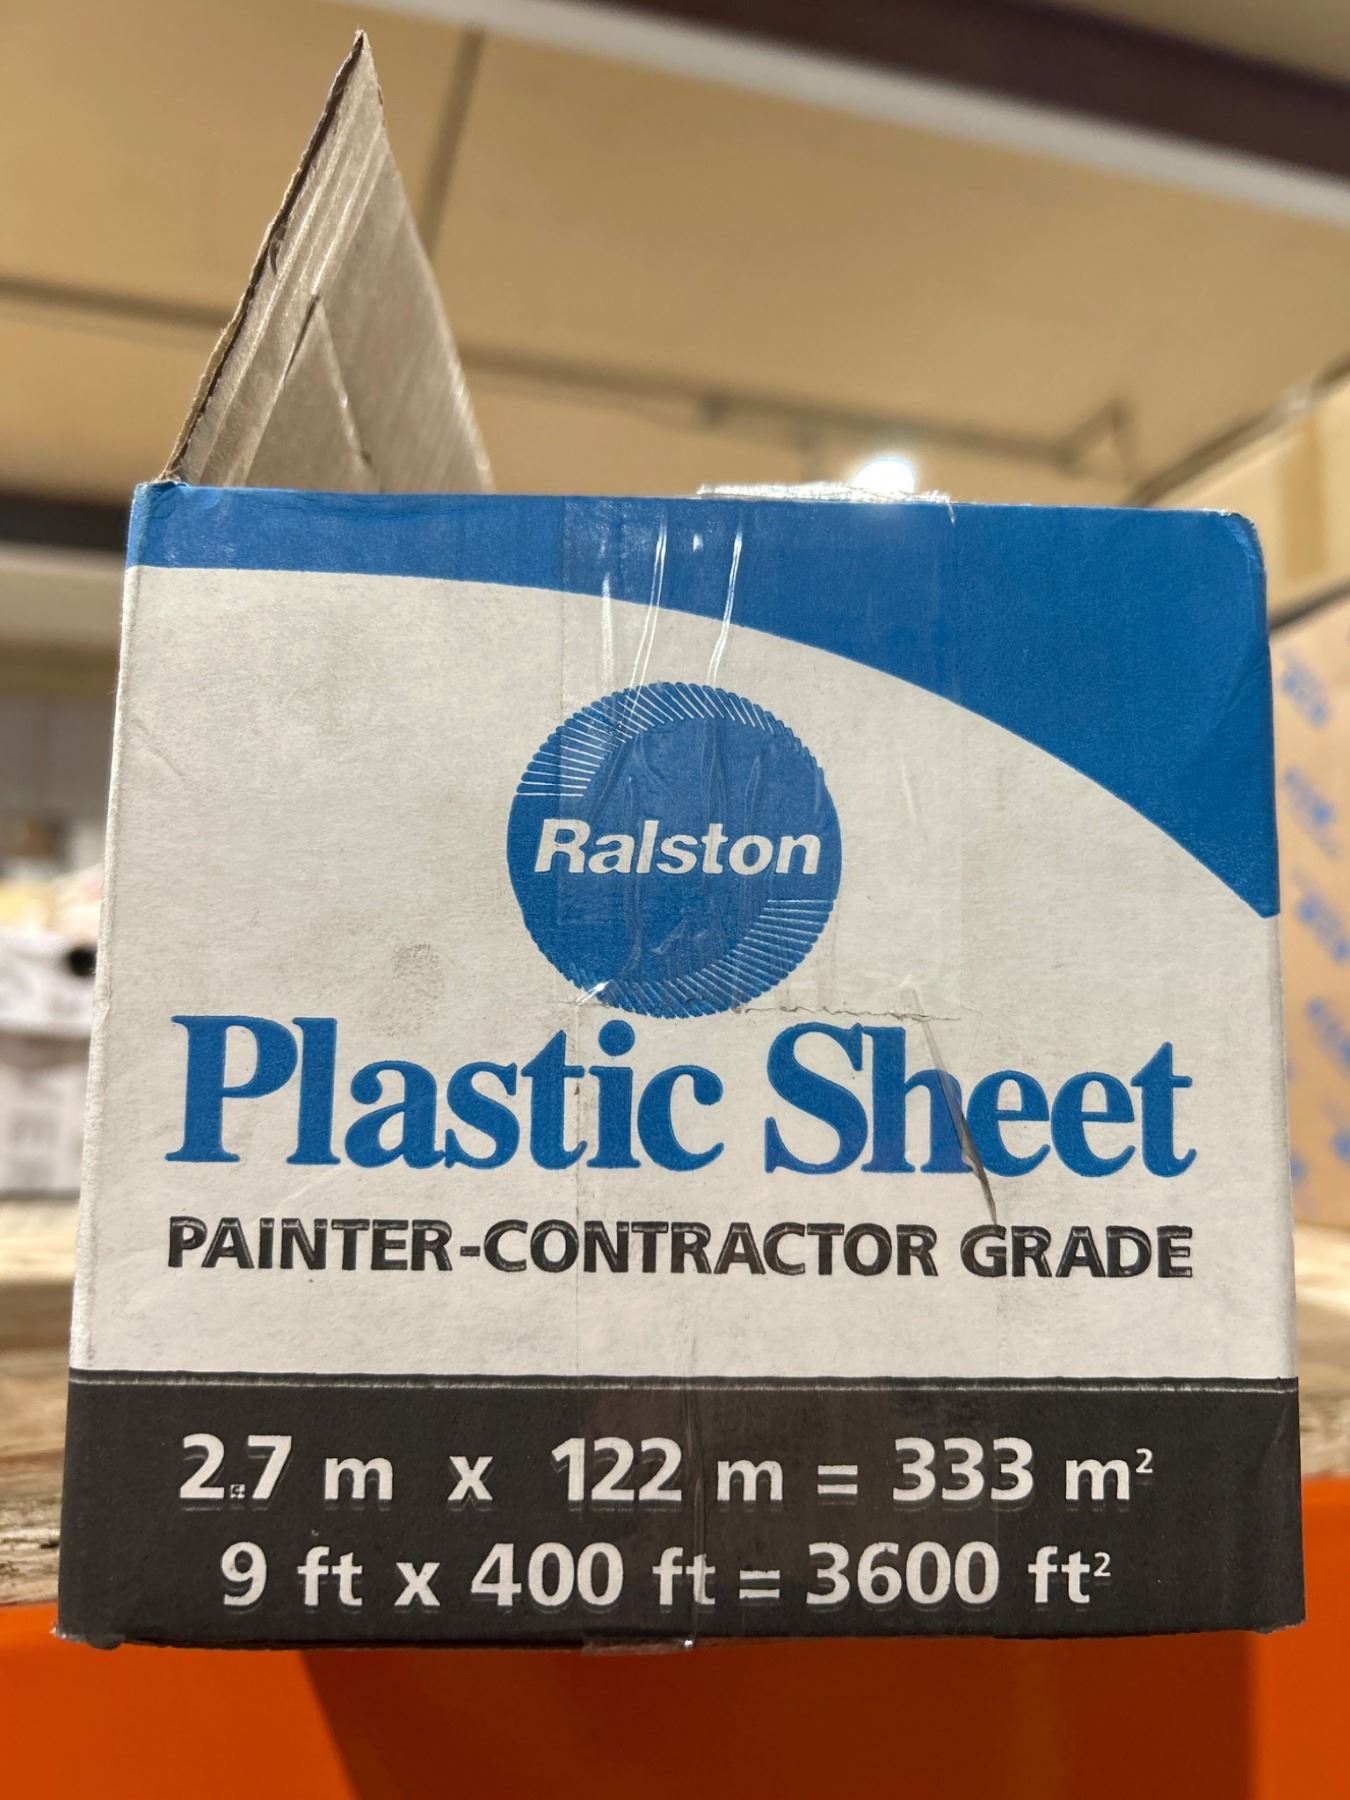 Ralston
Plastic Sheet
PAINTER-CONTRACTOR GRADE
2.7 m x 122 m = 333 m²
9 ft x 400 ft = 3600 ft²